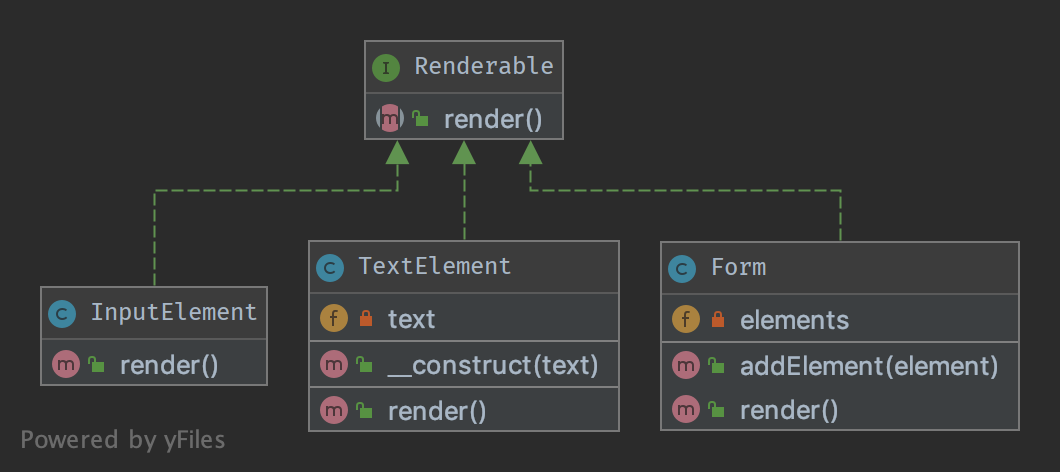 I Renderable
m render()
C InputElement
m render()
C TextElement
f text
m __construct(text)
m render()
C Form
f elements
m addElement(element)
m render()
Powered by yFiles